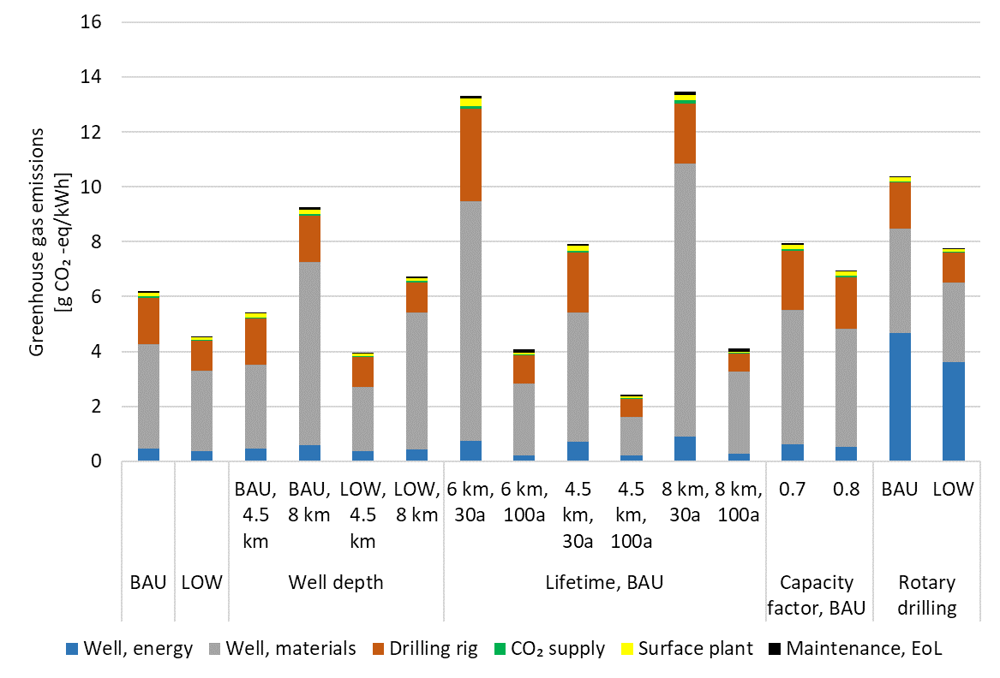 16
14
12
10
8
6
4
2
0
Greenhouse gas emissions
[g CO₂ -eq/kWh]
BAU, 4.5 km
BAU, 8 km
LOW, 4.5 km
LOW, 8 km
6 km, 30a
6 km, 100a
4.5 km, 30a
4.5 km, 100a
8 km, 30a
8 km, 100a
0.7
0.8
BAU
LOW
BAU
LOW
Well depth
Lifetime, BAU
Capacity factor, BAU
Rotary drilling
Well, energy
Well, materials
Drilling rig
CO₂ supply
Surface plant
Maintenance, EoL